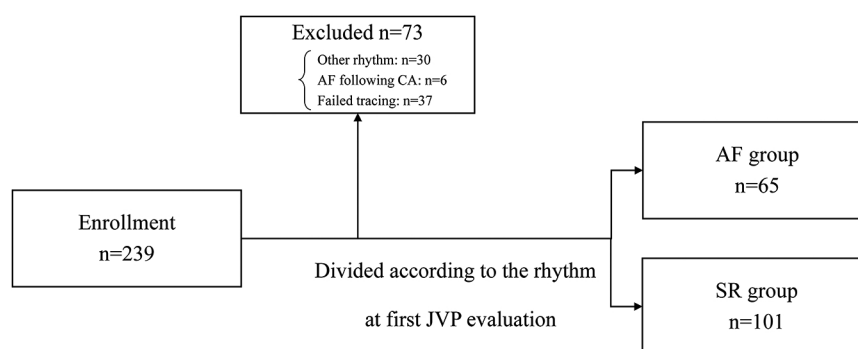 Excluded n=73
Other rhythm: n=30
AF following CA: n=6
Failed tracing: n=37
Enrollment
n=239
Divided according to the rhythm
at first JVP evaluation
AF group
n=65
SR group
n=101